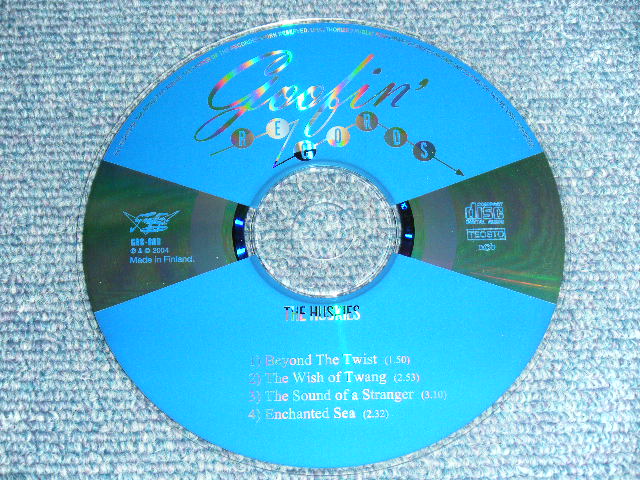 Goofin'
RECORDS
GRS-
℗ & © 2004
Made in Finland.
COMPACT
disc
DIGITAL AUDIO
TEOSTO
ncb
THE HUSKIES
1) Beyond The Twist (1.50)
2) The Wish of Twang (2.53)
3) The Sound of a Stranger (3.10)
4) Enchanted Sea (2.32)